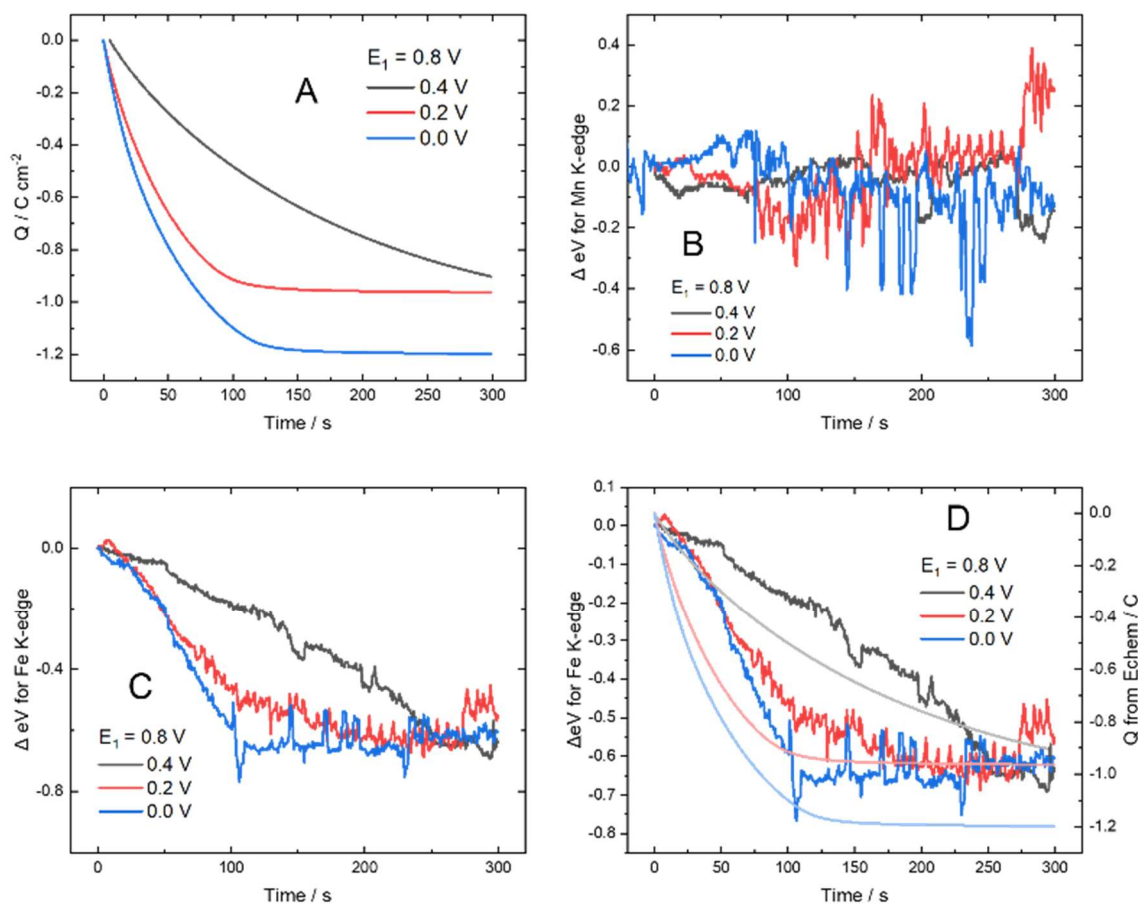 A
E₁ = 0.8 V
0.4 V
0.2 V
0.0 V
Q / C cm⁻²
0.0
-0.2
-0.4
-0.6
-0.8
-1.0
-1.2
0 50 100 150 200 250 300
Time / s
B
E₁ = 0.8 V
0.4 V
0.2 V
0.0 V
Δ eV for Mn K-edge
0.4
0.2
0.0
-0.2
-0.4
-0.6
0 50 100 150 200 250 300
Time / s
C
E₁ = 0.8 V
0.4 V
0.2 V
0.0 V
Δ eV for Fe K-edge
0.0
-0.4
-0.8
0 50 100 150 200 250 300
Time / s
D
E₁ = 0.8 V
0.4 V
0.2 V
0.0 V
ΔeV for Fe K-edge
0.1
0.0
-0.1
-0.2
-0.3
-0.4
-0.5
-0.6
-0.7
-0.8
Q from Echem / C
0.0
-0.2
-0.4
-0.6
-0.8
-1.0
-1.2
0 50 100 150 200 250 300
Time / s